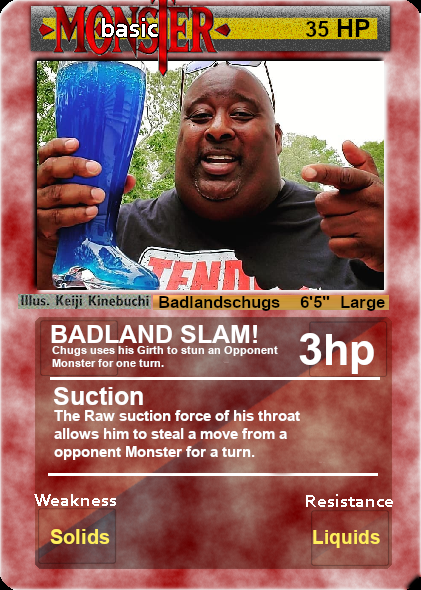 MONSTER
basic
35 HP
TEND
Illus. Keiji Kinebuchi Badlandschugs 6'5" Large
BADLAND SLAM!
Chugs uses his Girth to stun an Opponent
Monster for one turn.
3hp
Suction
The Raw suction force of his throat
allows him to steal a move from a
opponent Monster for a turn.
Weakness Resistance
Solids Liquids